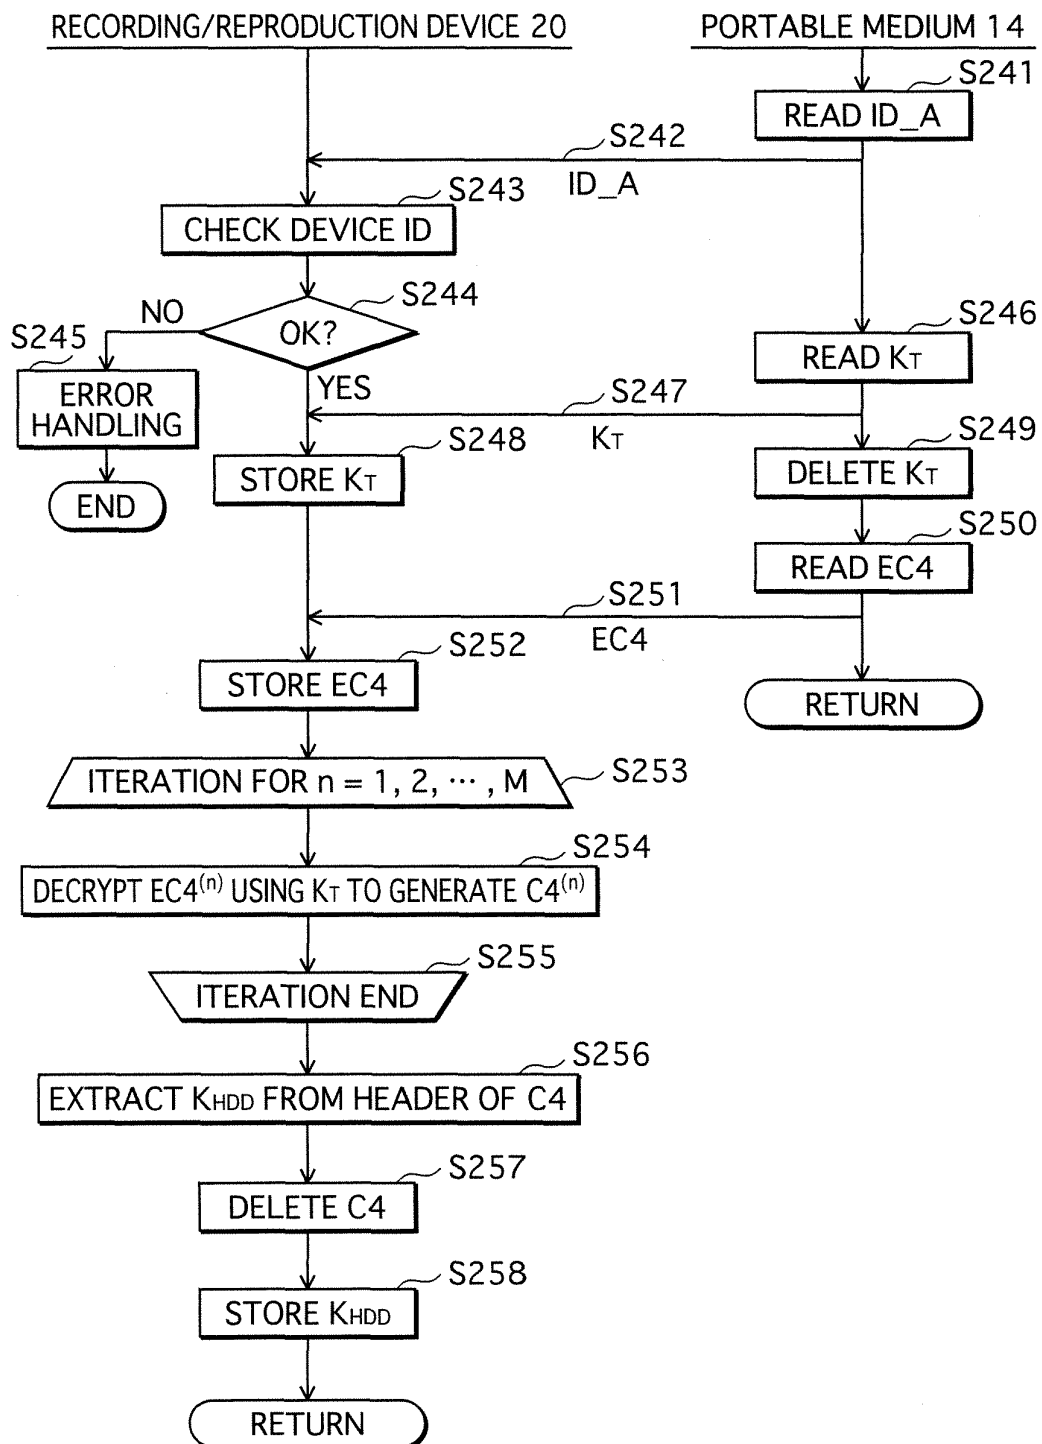 RECORDING/REPRODUCTION DEVICE 20
PORTABLE MEDIUM 14
S241
READ ID_A
S242
ID_A
S243
CHECK DEVICE ID
S244
OK?
NO
S245
ERROR
HANDLING
END
YES
S246
READ KT
S247
KT
S248
STORE KT
S249
DELETE KT
S250
READ EC4
S251
EC4
S252
STORE EC4
RETURN
S253
ITERATION FOR n = 1, 2, ⋯ , M
S254
DECRYPT EC4(n) USING KT TO GENERATE C4(n)
S255
ITERATION END
S256
EXTRACT KHDD FROM HEADER OF C4
S257
DELETE C4
S258
STORE KHDD
RETURN